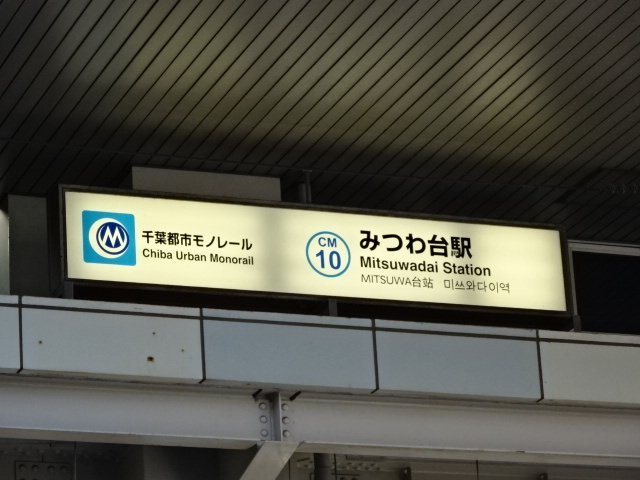 千葉都市モノレール
Chiba Urban Monorail
CM
10
みつわ台駅
Mitsuwadai Station
MITSUWA台站 미쓰와다이역